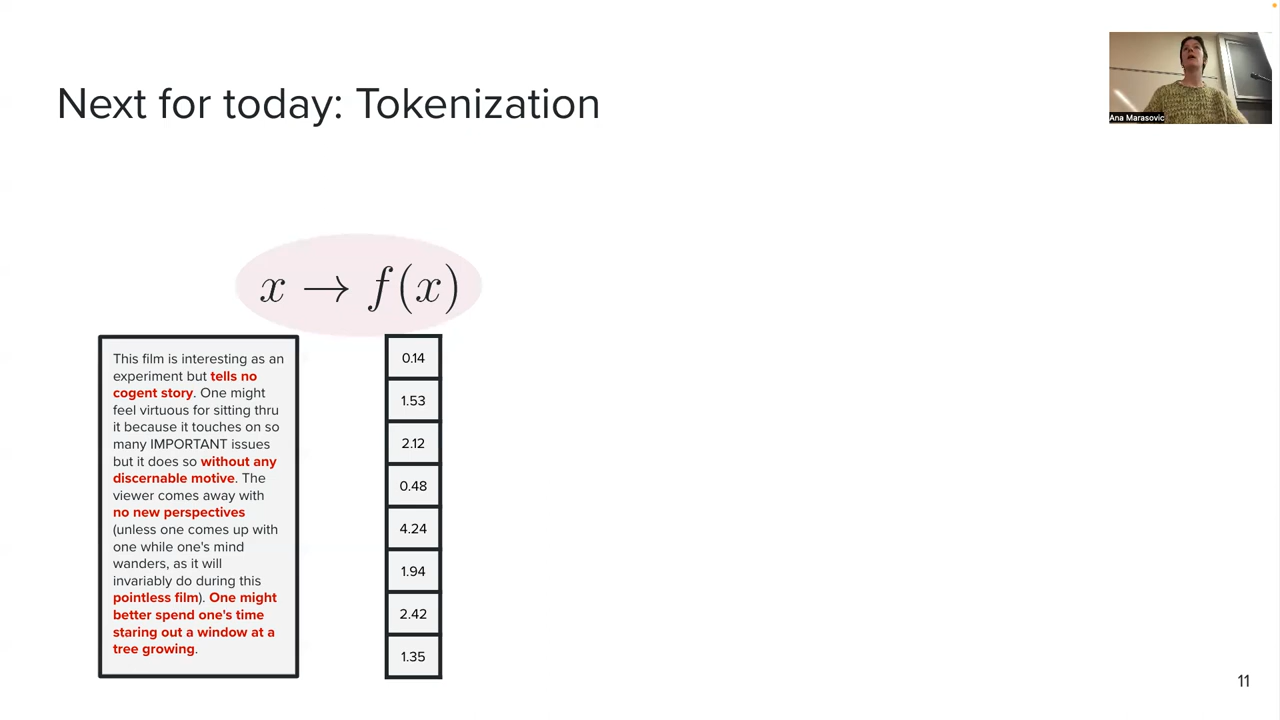 Next for today: Tokenization
Ana Marasovic
x → f(x)
This film is interesting as an
experiment but tells no
cogent story. One might
feel virtuous for sitting thru
it because it touches on so
many IMPORTANT issues
but it does so without any
discernable motive. The
viewer comes away with
no new perspectives
(unless one comes up with
one while one's mind
wanders, as it will
invariably do during this
pointless film). One might
better spend one's time
staring out a window at a
tree growing.
0.14
1.53
2.12
0.48
4.24
1.94
2.42
1.35
11